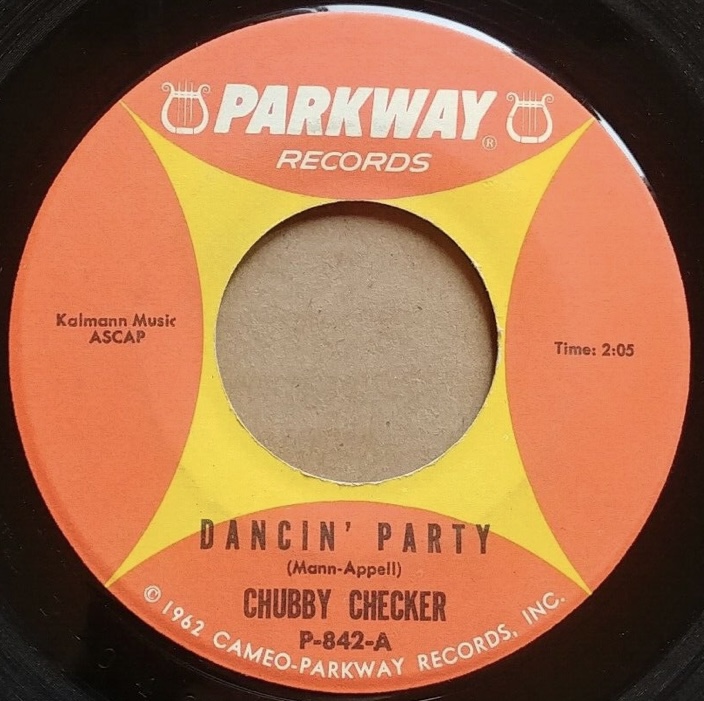 PARKWAY®
RECORDS
Kalmann Music
ASCAP
Time: 2:05
DANCIN' PARTY
(Mann-Appell)
CHUBBY CHECKER
P-842-A
© 1962 CAMEO-PARKWAY RECORDS, INC.